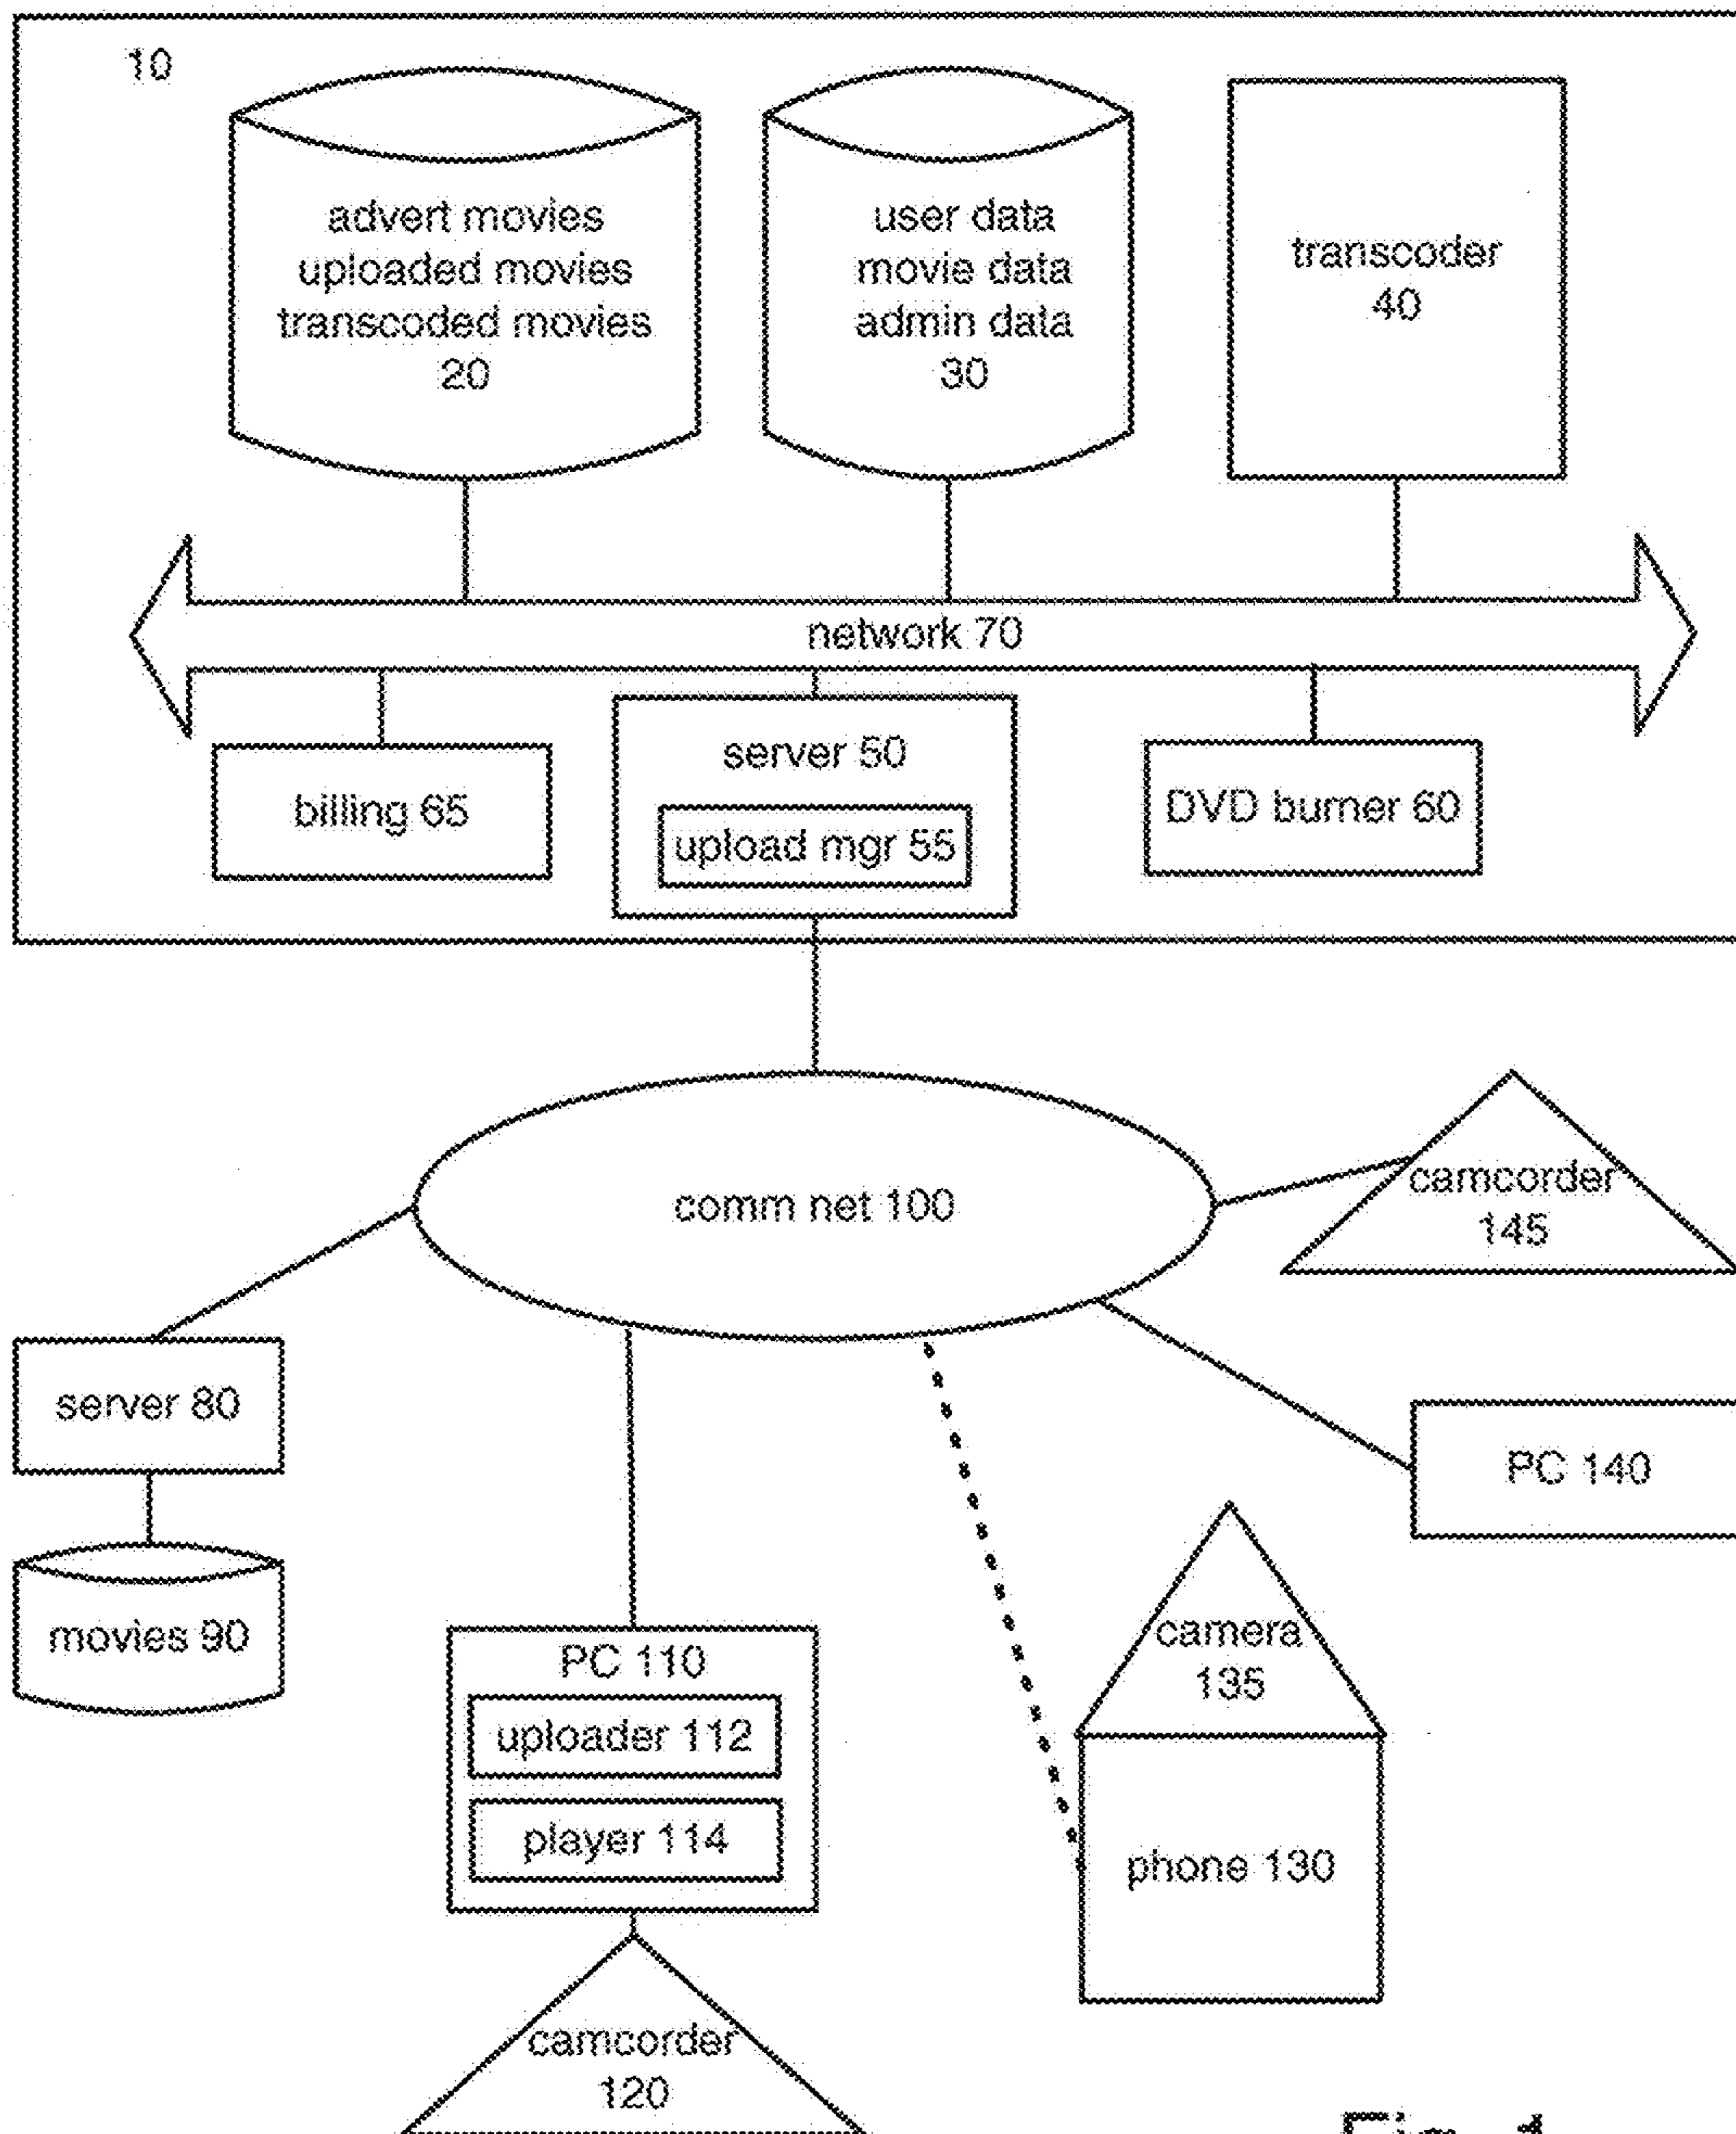 10
advert movies
uploaded movies
transcoded movies
20
user data
movie data
admin data
30
transcoder
40
network 70
billing 65
server 50
upload mgr 55
DVD burner 60
comm net 100
camcorder
145
server 80
PC 140
movies 90
camera
135
PC 110
uploader 112
player 114
phone 130
camcorder
120